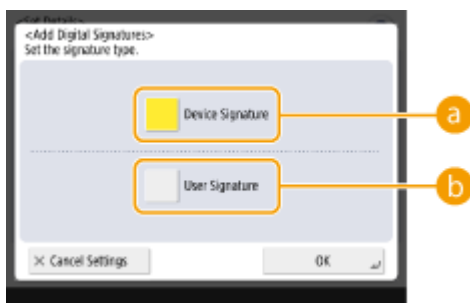 <Add Digital Signatures>
Set the signature type.
Device Signature
a
User Signature
b
× Cancel Settings
OK